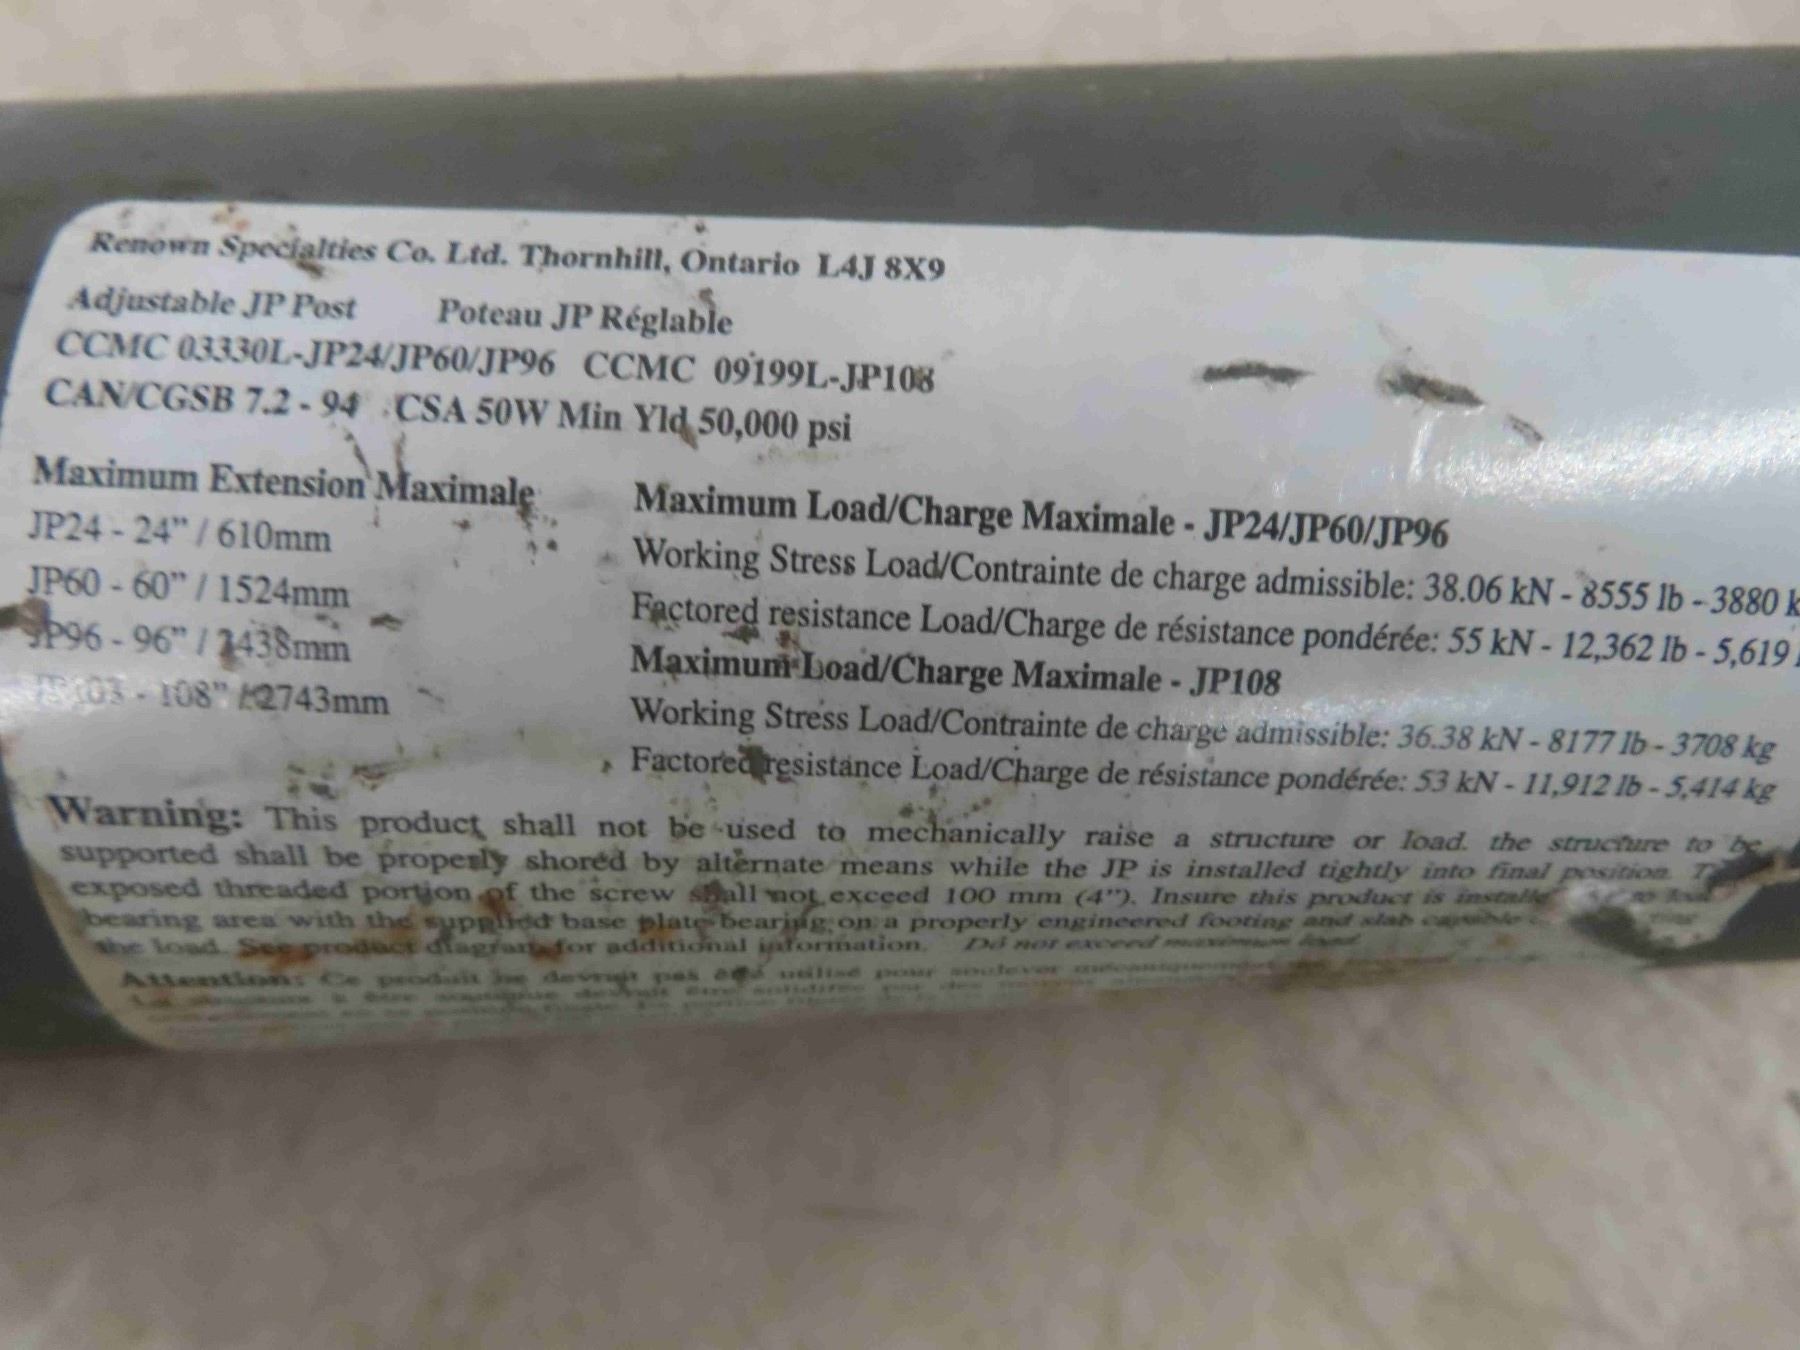 Renown Specialties Co. Ltd. Thornhill, Ontario L4J 8X9
Adjustable JP Post Poteau JP Réglable
CCMC 03330L-JP24/JP60/JP96 CCMC 09199L-JP108
CAN/CGSB 7.2 - 94 CSA 50W Min Yld 50,000 psi
Maximum Extension Maximale
JP24 - 24" / 610mm
JP60 - 60" / 1524mm
JP96 - 96" / 2438mm
108" / 2743mm
Maximum Load/Charge Maximale - JP24/JP60/JP96
Working Stress Load/Contrainte de charge admissible: 38.06 kN - 8555 lb - 3880 k
Factored resistance Load/Charge de résistance pondérée: 55 kN - 12,362 lb - 5,619
Maximum Load/Charge Maximale - JP108
Working Stress Load/Contrainte de charge admissible: 36.38 kN - 8177 lb - 3708 kg
Factored resistance Load/Charge de résistance pondérée: 53 kN - 11,912 lb - 5,414 kg
Warning: This product shall not be used to mechanically raise a structure or load. the structure to be
supported shall be properly shored by alternate means while the JP is installed tightly into final position.
exposed threaded portion of the screw shall not exceed 100 mm (4"). Insure this product is
bearing area with the supplied base plate bearing on a properly engineered footing and slab
the load. See product diagram for additional information. Do not exceed maximum load
Attention: Ce produit ne devrait pas été utilisé pour soulever